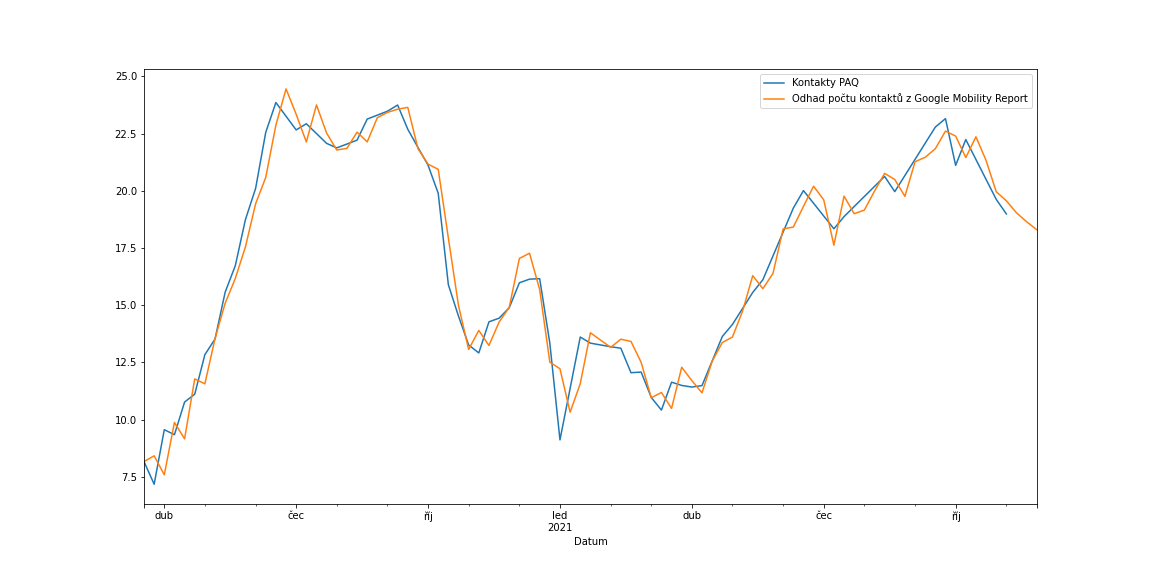 Kontakty PAQ
Odhad počtu kontaktů z Google Mobility Report
25.0
22.5
20.0
17.5
15.0
12.5
10.0
7.5
dub čec říj led dub čec říj
2021
Datum